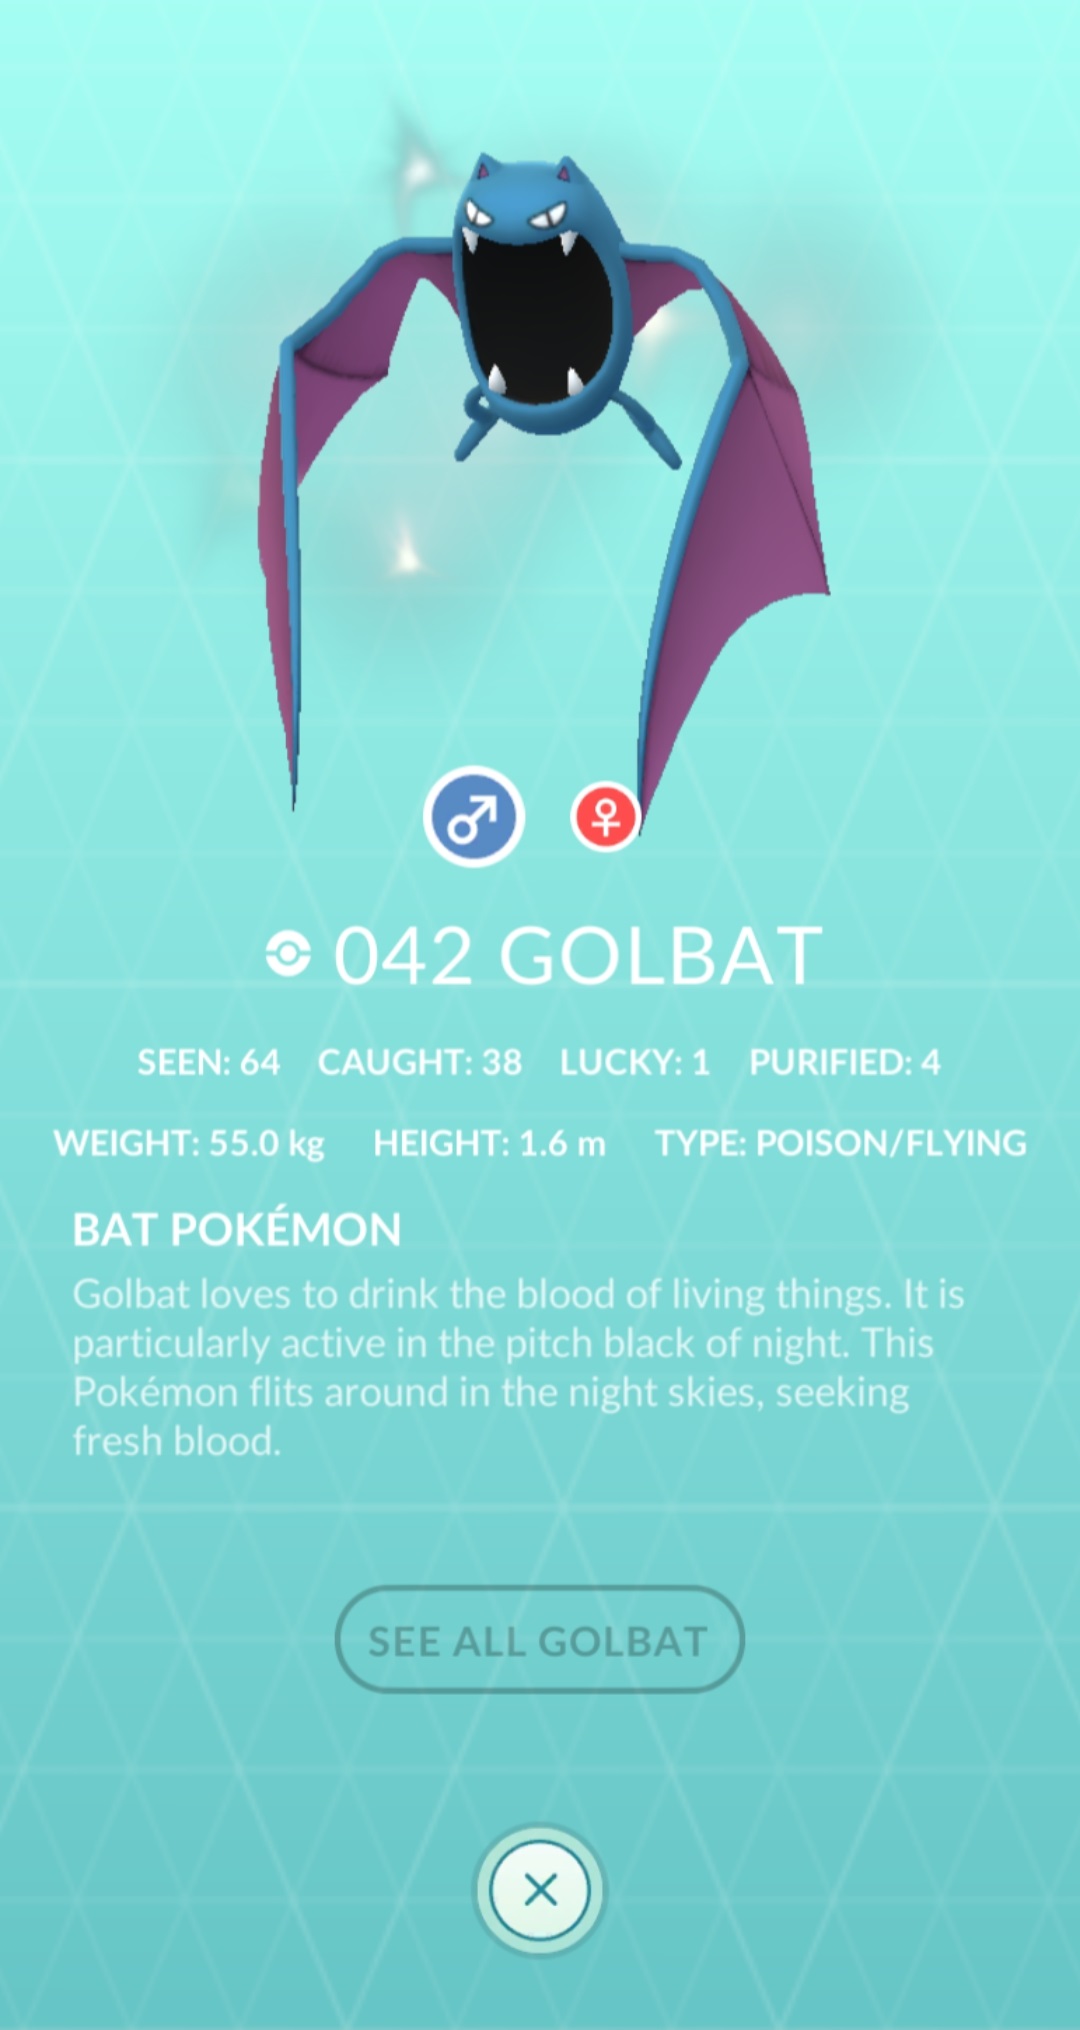 042 GOLBAT
SEEN: 64 CAUGHT: 38 LUCKY: 1 PURIFIED: 4
WEIGHT: 55.0 kg HEIGHT: 1.6 m TYPE: POISON/FLYING
BAT POKÉMON
Golbat loves to drink the blood of living things. It is
particularly active in the pitch black of night. This
Pokémon flits around in the night skies, seeking
fresh blood.
SEE ALL GOLBAT